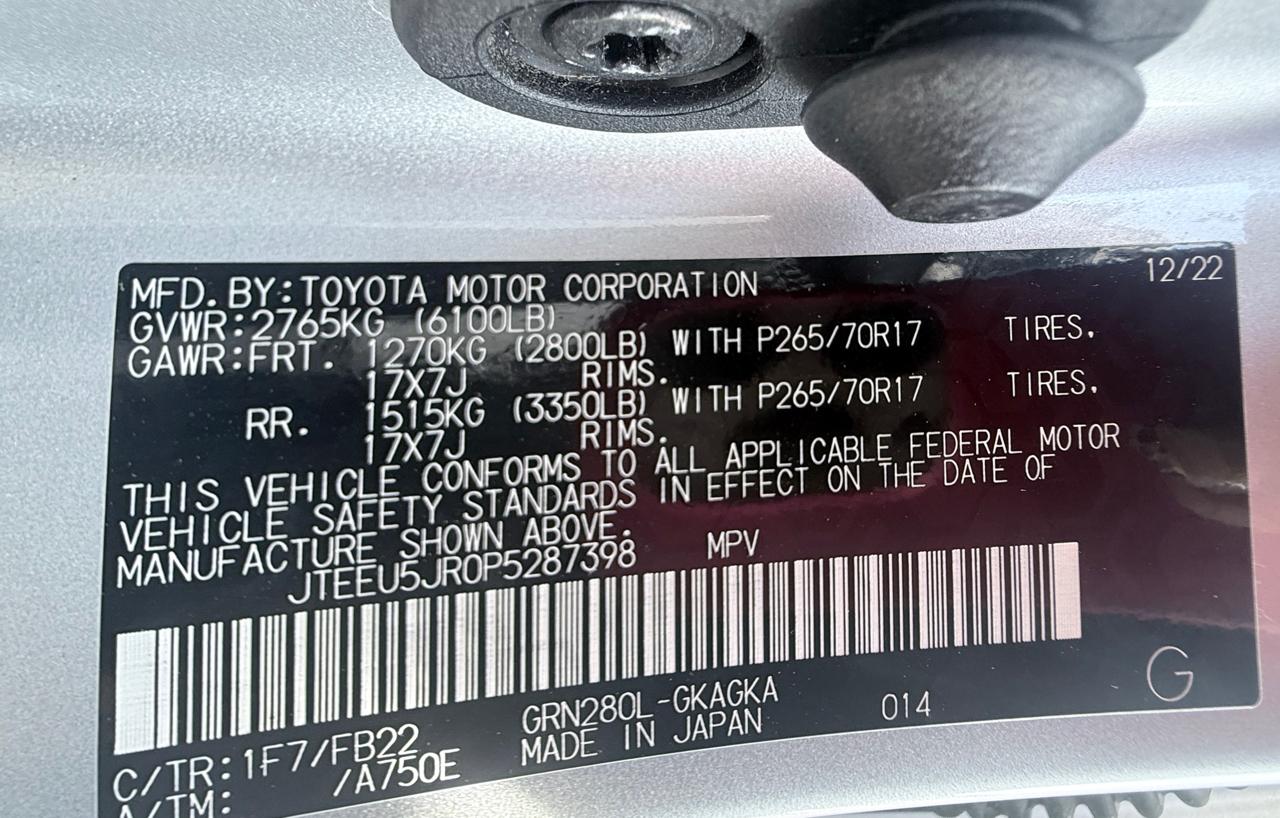 12/22
MFD. BY: TOYOTA MOTOR CORPORATION
GVWR: 2765KG (6100LB)
GAWR: FRT. 1270KG (2800LB) WITH P265/70R17 TIRES.
17X7J RIMS.
RR. 1515KG (3350LB) WITH P265/70R17 TIRES.
17X7J RIMS.
THIS VEHICLE CONFORMS TO ALL APPLICABLE FEDERAL MOTOR
VEHICLE SAFETY STANDARDS IN EFFECT ON THE DATE OF
MANUFACTURE SHOWN ABOVE.
JTEEU5JR0P5287398 MPV
GRN280L-GKAGKA 014 G
MADE IN JAPAN
C/TR: 1F7/FB22
A/TM: /A750E